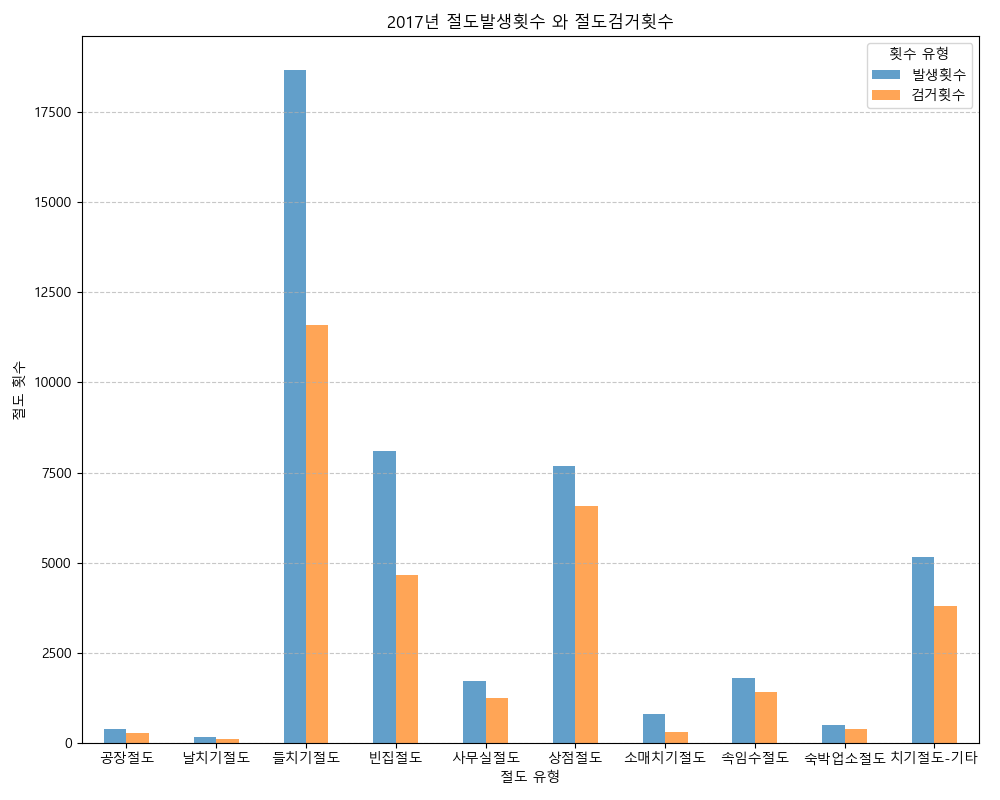 2017년 절도발생횟수 와 절도검거횟수
횟수 유형
발생횟수
검거횟수
절도 횟수
17500
15000
12500
10000
7500
5000
2500
0
공장절도 날치기절도 들치기절도 빈집절도 사무실절도 상점절도 소매치기절도 속임수절도 숙박업소절도 치기절도-기타
절도 유형